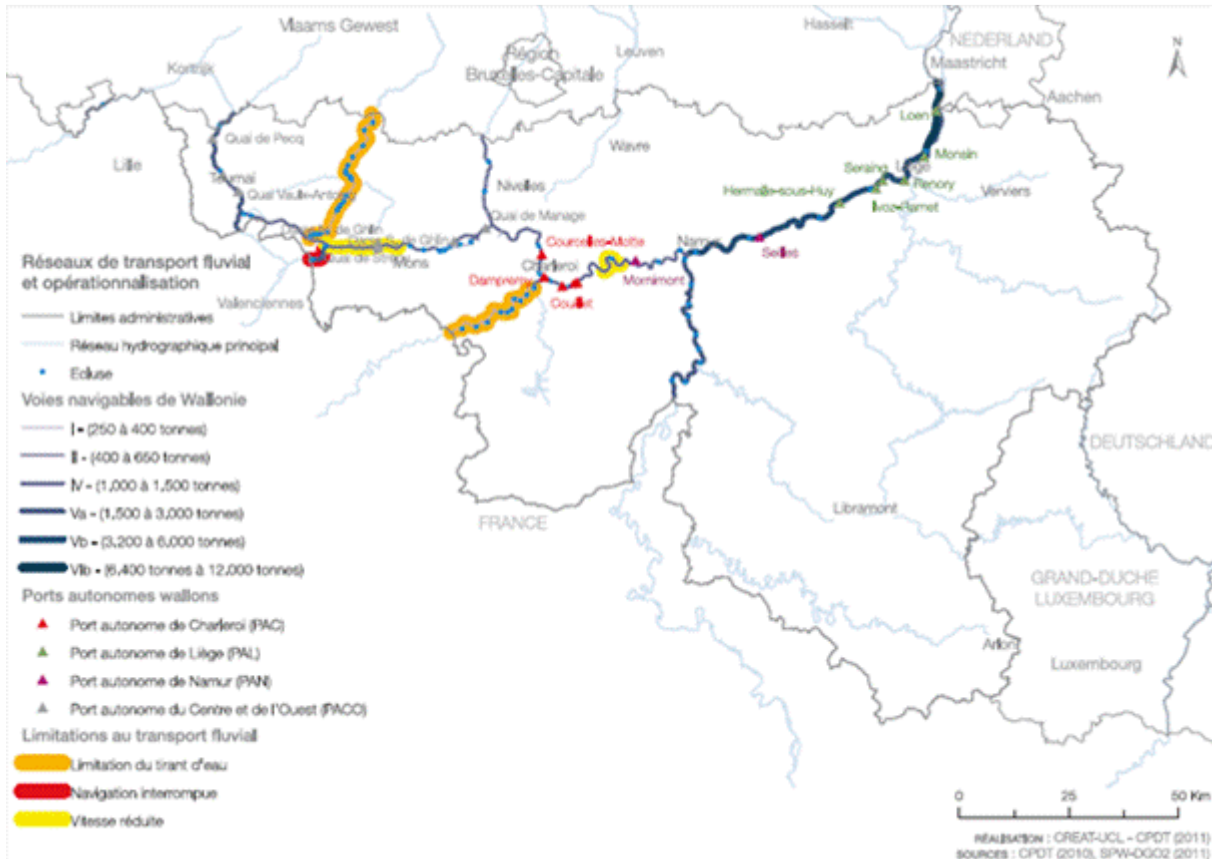 Vlaams Gewest
Hasselt
NEDERLAND
Maastricht
N
Kortrijk
Région
Bruxelles-Capitale
Leuven
Aachen
Loen
Quai de Pecq
Lille
Wavre
Monsin
Liège
Seraing
Tournai
Quai Vaulx-Antoing
Nivelles
Hermalle-sous-Huy
Renory
Verviers
Ivoz-Ramet
Quai de Manage
Courcelles-Motte
Namur
Seilles
Mons
Charleroi
Dampremy
Mornimont
Couillet
Valenciennes
FRANCE
DEUTSCHLAND
Libramont
GRAND-DUCHE
LUXEMBOURG
Arlon
Luxembourg
Réseaux de transport fluvial
et opérationnalisation
Limites administratives
Réseau hydrographique principal
Ecluse
Voies navigables de Wallonie
I - (250 à 400 tonnes)
II - (400 à 650 tonnes)
IV - (1,000 à 1,500 tonnes)
Va - (1,500 à 3,000 tonnes)
Vb - (3,200 à 6,000 tonnes)
VIb - (6,400 tonnes à 12,000 tonnes)
Ports autonomes wallons
Port autonome de Charleroi (PAC)
Port autonome de Liège (PAL)
Port autonome de Namur (PAN)
Port autonome du Centre et de l'Ouest (PACO)
Limitations au transport fluvial
Limitation du tirant d'eau
Navigation interrompue
Vitesse réduite
0 25 50 Km
RÉALISATION : CREAT-UCL - CPDT (2011)
SOURCES : CPDT (2010), SPW-DGO2 (2011)